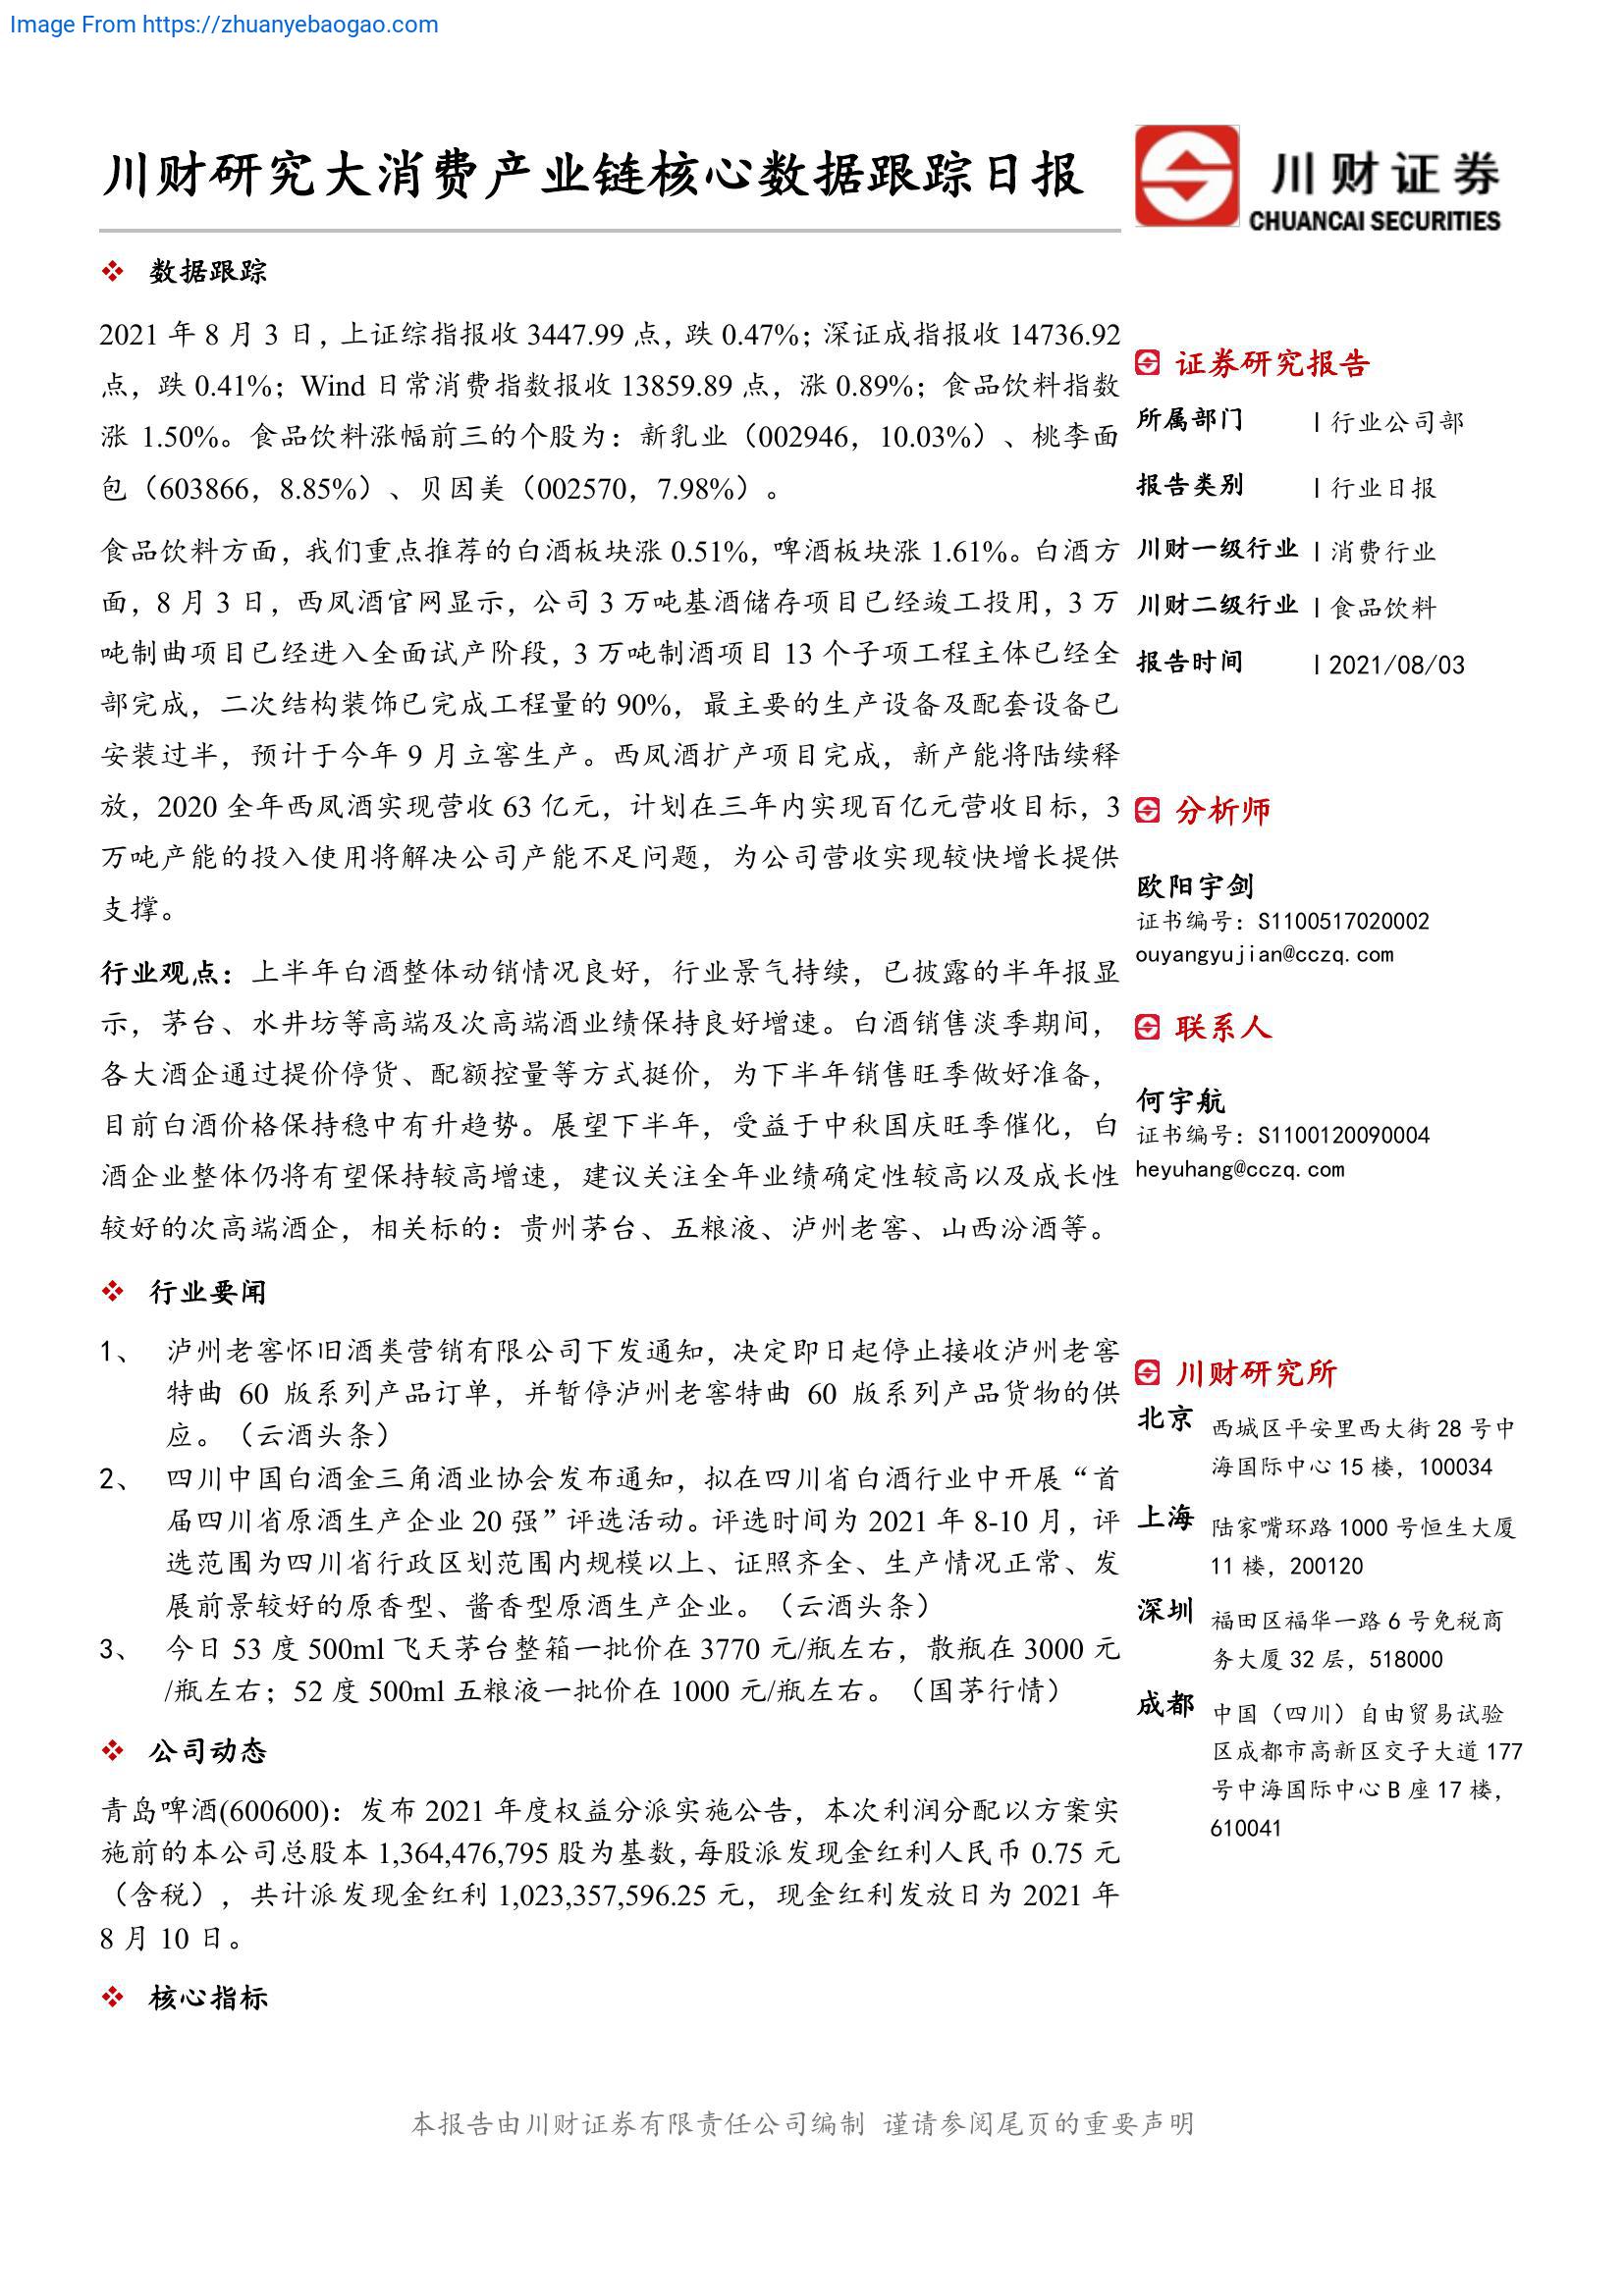 Image From https://zhuanyebaogao.com
川财研究大消费产业链核心数据跟踪日报
川财证券
CHUANCAI SECURITIES
数据跟踪
2021 年 8 月 3 日，上证综指报收 3447.99 点，跌 0.47%；深证成指报收 14736.92
点，跌 0.41%；Wind 日常消费指数报收 13859.89 点，涨 0.89%；食品饮料指数
涨 1.50%。食品饮料涨幅前三的个股为：新乳业（002946，10.03%）、桃李面
包（603866，8.85%）、贝因美（002570，7.98%）。
食品饮料方面，我们重点推荐的白酒板块涨 0.51%，啤酒板块涨 1.61%。白酒方
面，8 月 3 日，西凤酒官网显示，公司 3 万吨基酒储存项目已经竣工投用，3 万
吨制曲项目已经进入全面试产阶段，3 万吨制酒项目 13 个子项工程主体已经全
部完成，二次结构装饰已完成工程量的 90%，最主要的生产设备及配套设备已
安装过半，预计于今年 9 月立窖生产。西凤酒扩产项目完成，新产能将陆续释
放，2020 全年西凤酒实现营收 63 亿元，计划在三年内实现百亿元营收目标，3
万吨产能的投入使用将解决公司产能不足问题，为公司营收实现较快增长提供
支撑。
行业观点：上半年白酒整体动销情况良好，行业景气持续，已披露的半年报显
示，茅台、水井坊等高端及次高端酒业绩保持良好增速。白酒销售淡季期间，
各大酒企通过提价停货、配额控量等方式挺价，为下半年销售旺季做好准备，
目前白酒价格保持稳中有升趋势。展望下半年，受益于中秋国庆旺季催化，白
酒企业整体仍将有望保持较高增速，建议关注全年业绩确定性较高以及成长性
较好的次高端酒企，相关标的：贵州茅台、五粮液、泸州老窖、山西汾酒等。
行业要闻
1、 泸州老窖怀旧酒类营销有限公司下发通知，决定即日起停止接收泸州老窖
特曲 60 版系列产品订单，并暂停泸州老窖特曲 60 版系列产品货物的供
应。（云酒头条）
2、 四川中国白酒金三角酒业协会发布通知，拟在四川省白酒行业中开展“首
届四川省原酒生产企业 20 强”评选活动。评选时间为 2021 年 8-10 月，评
选范围为四川省行政区划范围内规模以上、证照齐全、生产情况正常、发
展前景较好的原香型、酱香型原酒生产企业。（云酒头条）
3、 今日 53 度 500ml 飞天茅台整箱一批价在 3770 元/瓶左右，散瓶在 3000 元
/瓶左右；52 度 500ml 五粮液一批价在 1000 元/瓶左右。（国茅行情）
公司动态
青岛啤酒(600600)：发布 2021 年度权益分派实施公告，本次利润分配以方案实
施前的本公司总股本 1,364,476,795 股为基数，每股派发现金红利人民币 0.75 元
（含税），共计派发现金红利 1,023,357,596.25 元，现金红利发放日为 2021 年
8 月 10 日。
核心指标
证券研究报告
所属部门 | 行业公司部
报告类别 | 行业日报
川财一级行业 | 消费行业
川财二级行业 | 食品饮料
报告时间 | 2021/08/03
分析师
欧阳宇剑
证书编号：S1100517020002
ouyangyujian@cczq.com
联系人
何宇航
证书编号：S1100120090004
heyuhang@cczq.com
川财研究所
北京 西城区平安里西大街 28 号中
海国际中心 15 楼，100034
上海 陆家嘴环路 1000 号恒生大厦
11 楼，200120
深圳 福田区福华一路 6 号免税商
务大厦 32 层，518000
成都 中国（四川）自由贸易试验
区成都市高新区交子大道 177
号中海国际中心 B 座 17 楼，
610041
本报告由川财证券有限责任公司编制 谨请参阅尾页的重要声明